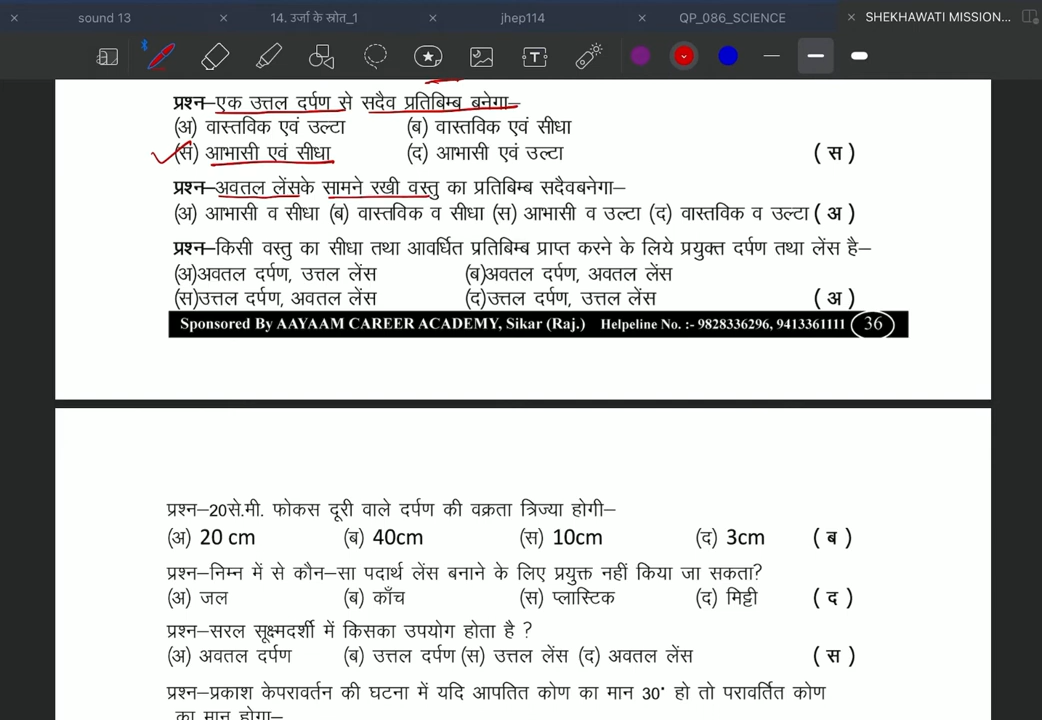 sound 13
14. उर्जा के स्रोत_1
jhep114
QP_086_SCIENCE
SHEKHAWATI MISSION...
प्रश्न–एक उत्तल दर्पण से सदैव प्रतिबिम्ब बनेगा–
(अ) वास्तविक एवं उल्टा (ब) वास्तविक एवं सीधा
(स) आभासी एवं सीधा (द) आभासी एवं उल्टा (स)
प्रश्न–अवतल लेंसके सामने रखी वस्तु का प्रतिबिम्ब सदैवबनेगा–
(अ) आभासी व सीधा (ब) वास्तविक व सीधा (स) आभासी व उल्टा (द) वास्तविक व उल्टा (अ)
प्रश्न–किसी वस्तु का सीधा तथा आवर्धित प्रतिबिम्ब प्राप्त करने के लिये प्रयुक्त दर्पण तथा लेंस है–
(अ)अवतल दर्पण, उत्तल लेंस (ब)अवतल दर्पण, अवतल लेंस
(स)उत्तल दर्पण, अवतल लेंस (द)उत्तल दर्पण, उत्तल लेंस (अ)
Sponsored By AAYAAM CAREER ACADEMY, Sikar (Raj.) Helpeline No. :- 9828336296, 9413361111 36
प्रश्न–20से.मी. फोकस दूरी वाले दर्पण की वक्रता त्रिज्या होगी–
(अ) 20 cm (ब) 40cm (स) 10cm (द) 3cm (ब)
प्रश्न–निम्न में से कौन–सा पदार्थ लेंस बनाने के लिए प्रयुक्त नहीं किया जा सकता?
(अ) जल (ब) काँच (स) प्लास्टिक (द) मिट्टी (द)
प्रश्न–सरल सूक्ष्मदर्शी में किसका उपयोग होता है ?
(अ) अवतल दर्पण (ब) उत्तल दर्पण (स) उत्तल लेंस (द) अवतल लेंस (स)
प्रश्न–प्रकाश केपरावर्तन की घटना में यदि आपतित कोण का मान 30° हो तो परावर्तित कोण
का मान होगा–